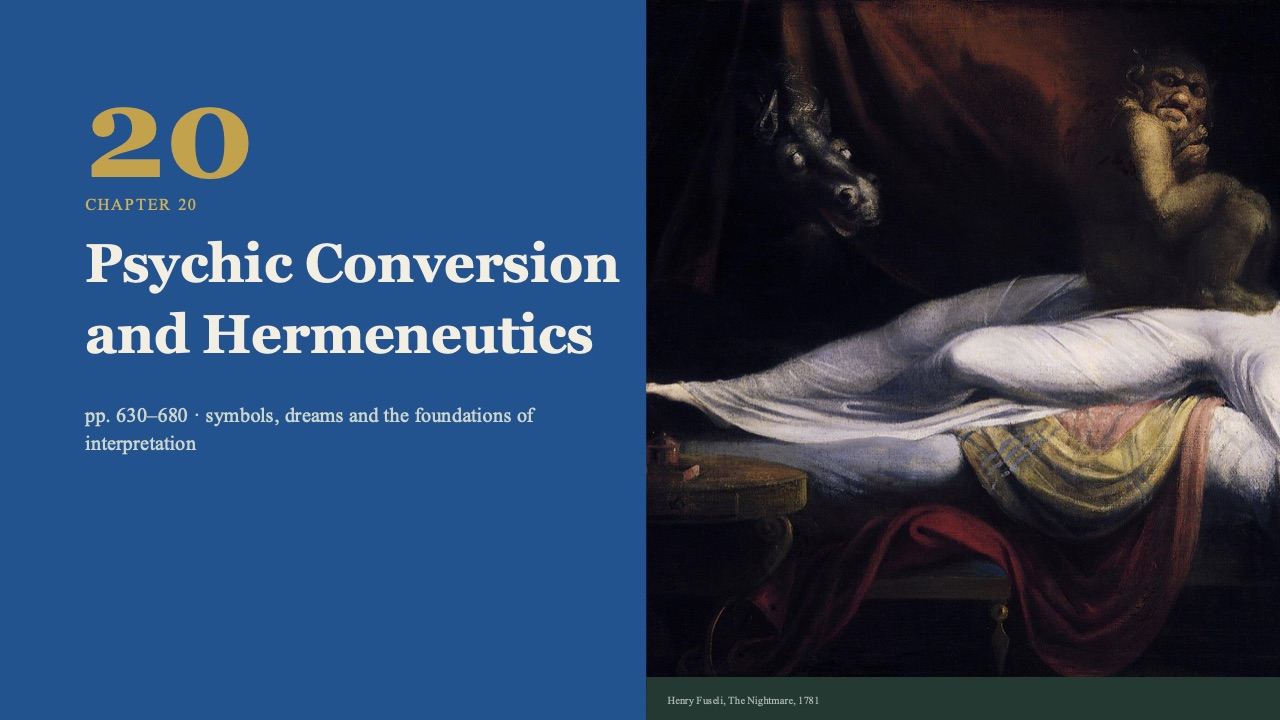 20
CHAPTER 20
Psychic Conversion
and Hermeneutics
pp. 630–680 · symbols, dreams and the foundations of
interpretation
Henry Fuseli, The Nightmare, 1781